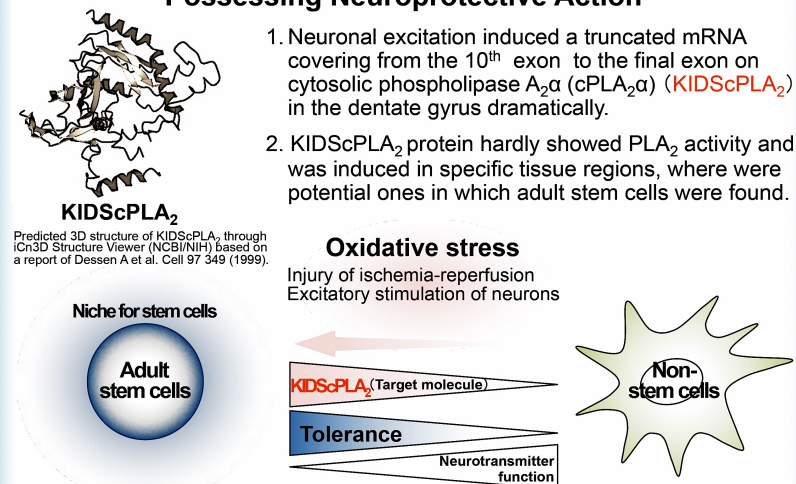 Possessing Neuroprotective Action
1. Neuronal excitation induced a truncated mRNA
covering from the 10th exon to the final exon on
cytosolic phospholipase A2α (cPLA2α) (KIDScPLA2)
in the dentate gyrus dramatically.
2. KIDScPLA2 protein hardly showed PLA2 activity and
was induced in specific tissue regions, where were
potential ones in which adult stem cells were found.
KIDScPLA2
Predicted 3D structure of KIDScPLA2 through
iCn3D Structure Viewer (NCBI/NIH) based on
a report of Dessen A et al. Cell 97 349 (1999).
Oxidative stress
Injury of ischemia-reperfusion
Excitatory stimulation of neurons
Niche for stem cells
Adult
stem cells
KIDScPLA2(Target molecule)
Tolerance
Neurotransmitter
function
Non-
stem cells